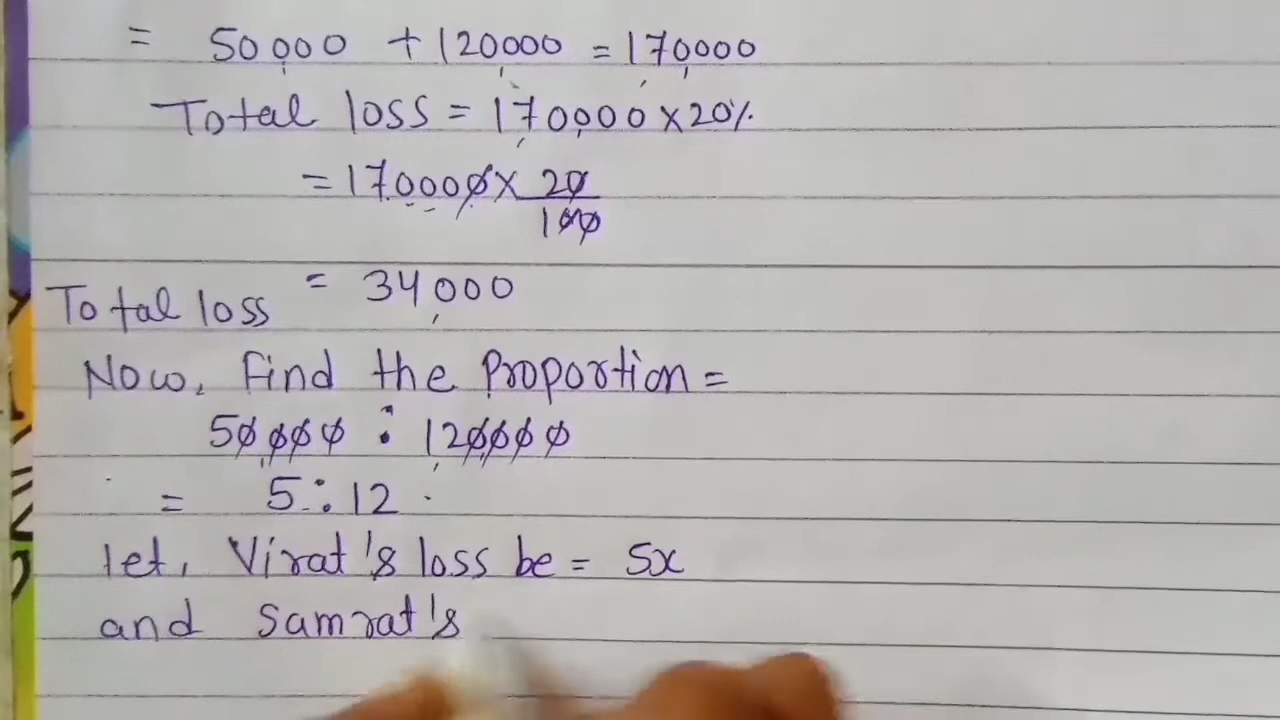 = 50000 + 120000 = 170000
Total loss = 170000 x 20%
= 170000 x 20/100
Total loss = 34000
Now, find the proportion =
50000 : 120000
= 5 : 12
let, Virat's loss be = 5x
and Samrat's